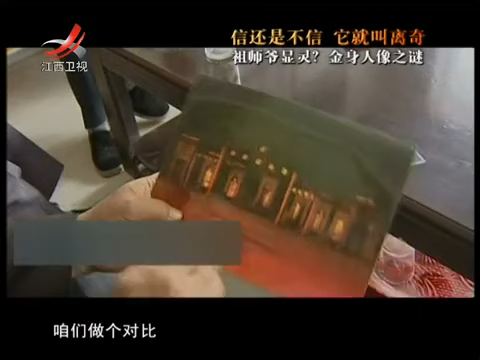 信还是不信 它就叫离奇
祖师爷显灵？金身人像之谜
江西卫视
咱们做个对比